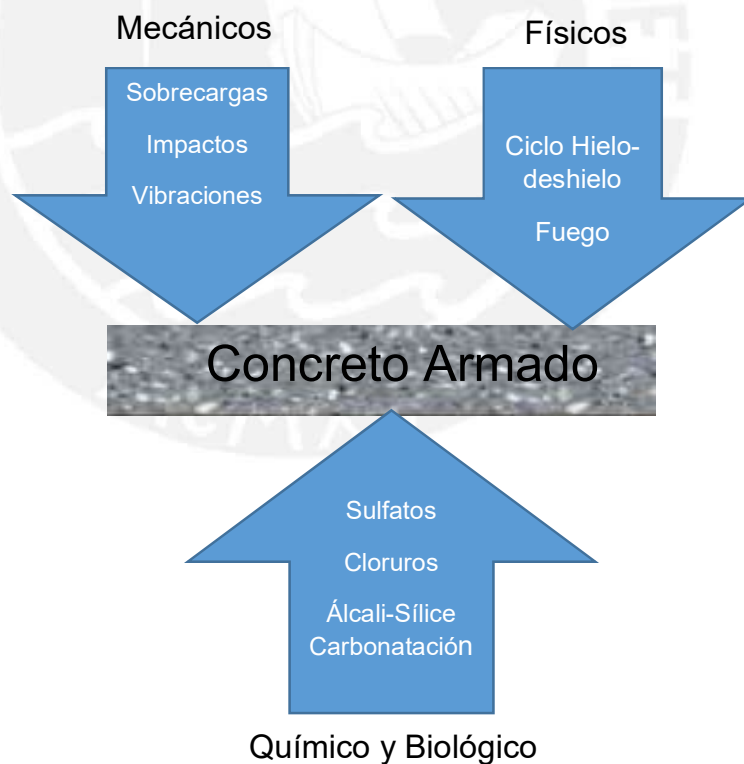 Mecánicos
Físicos
Sobrecargas
Impactos
Vibraciones
Ciclo Hielo-
deshielo
Fuego
Concreto Armado
Sulfatos
Cloruros
Álcali-Sílice
Carbonatación
Químico y Biológico